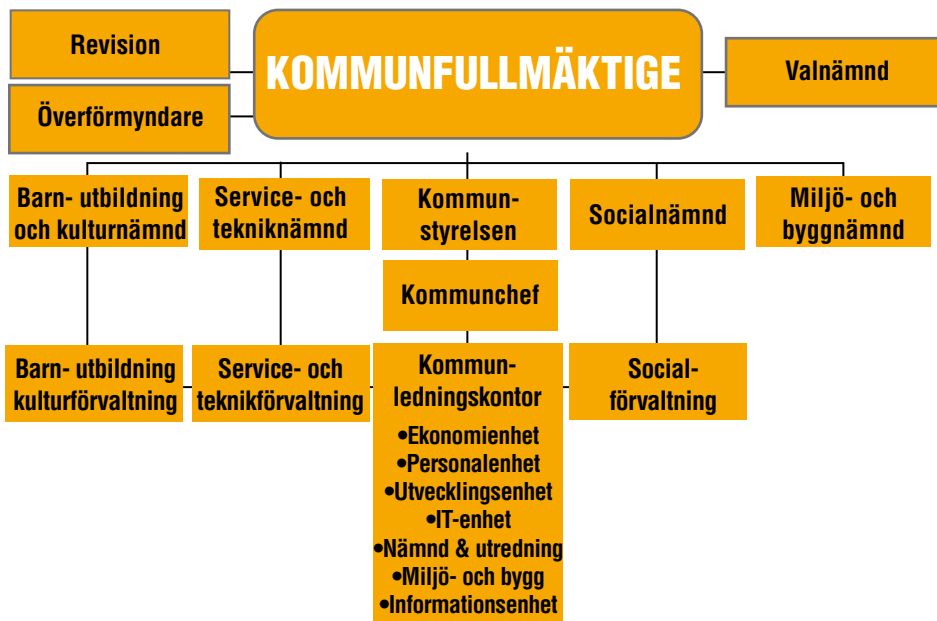 Revision
KOMMUNFULLMÄKTIGE
Valnämnd
Överförmyndare
Barn- utbildning
och kulturnämnd
Service- och
tekniknämnd
Kommun-
styrelsen
Socialnämnd
Miljö- och
byggnämnd
Kommunchef
Barn- utbildning
kulturförvaltning
Service- och
teknikförvaltning
Kommun-
ledningskontor
•Ekonomienhet
•Personalenhet
•Utvecklingsenhet
•IT-enhet
•Nämnd & utredning
•Miljö- och bygg
•Informationsenhet
Social-
förvaltning